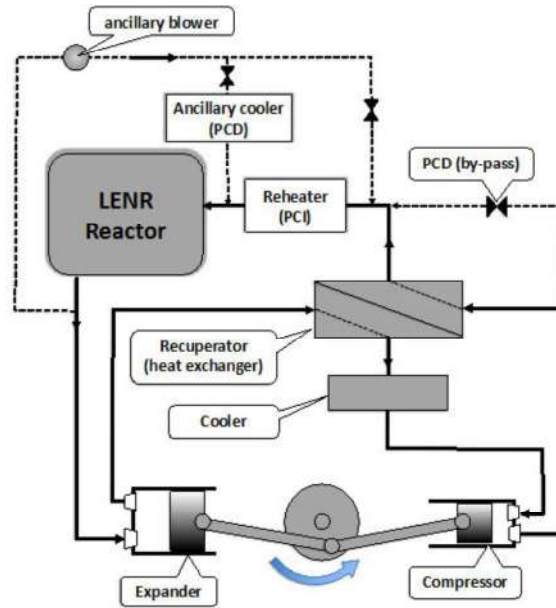 ancillary blower
Ancillary cooler
(PCD)
PCD (by-pass)
LENR
Reactor
Reheater
(PCI)
Recuperator
(heat exchanger)
Cooler
Expander
Compressor